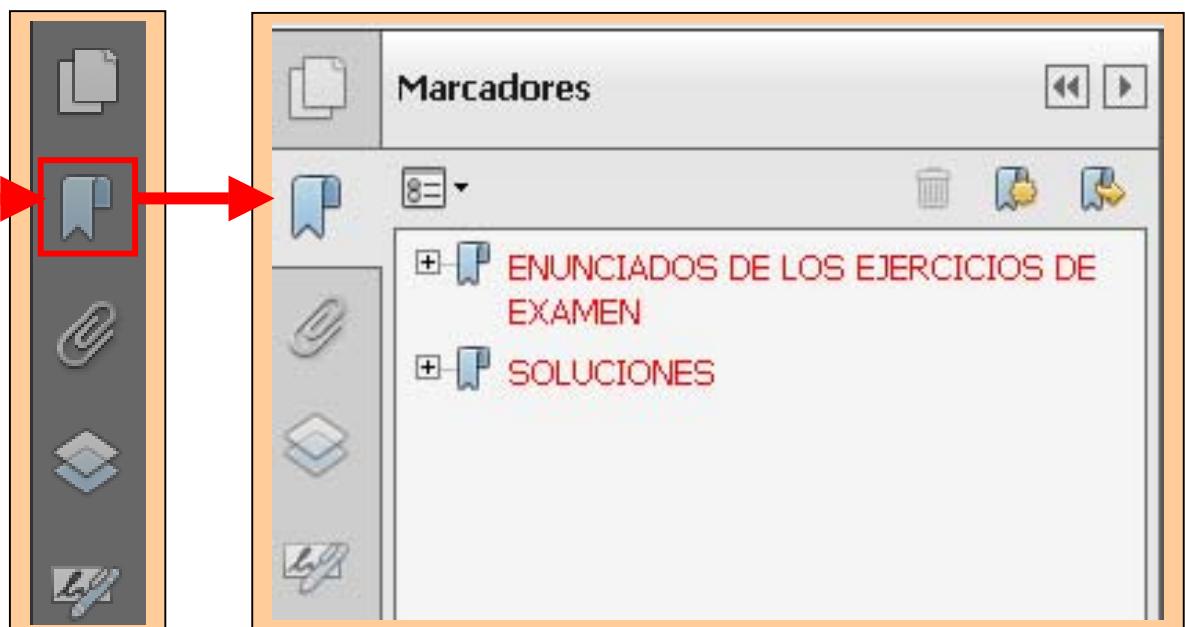 Marcadores
ENUNCIADOS DE LOS EJERCICIOS DE
EXAMEN
SOLUCIONES